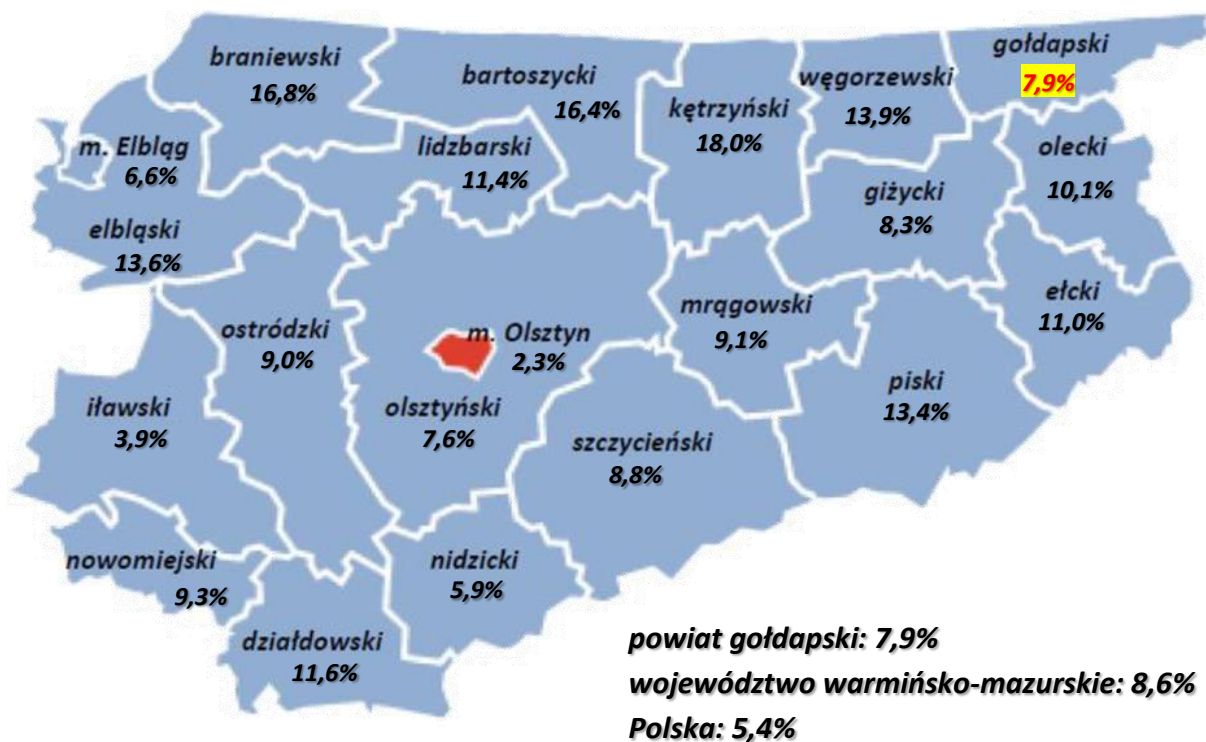 gołdapski
7,9%
braniewski
16,8%
bartoszycki
16,4%
węgorzewski
13,9%
kętrzyński
18,0%
m. Elbląg
6,6%
lidzbarski
11,4%
olecki
10,1%
giżycki
8,3%
elbląski
13,6%
ełcki
11,0%
mrągowski
9,1%
ostródzki
9,0%
m. Olsztyn
2,3%
piski
13,4%
iławski
3,9%
olsztyński
7,6%
szczycieński
8,8%
nowomiejski
9,3%
nidzicki
5,9%
działdowski
11,6%
powiat gołdapski: 7,9%
województwo warmińsko-mazurskie: 8,6%
Polska: 5,4%